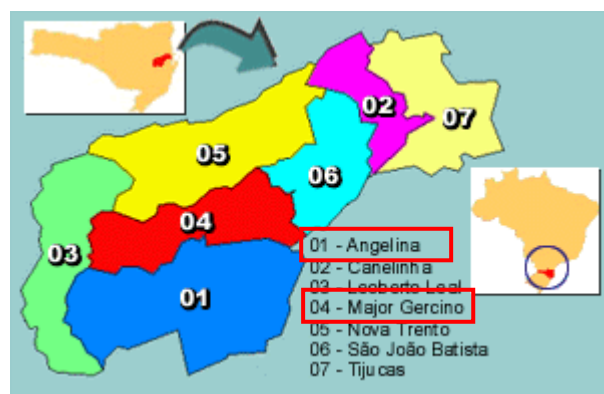 02
07
05
06
04
03
01
01 - Angelina
02 - Canelinha
03 - Leoberto Leal
04 - Major Gercino
05 - Nova Trento
06 - São João Batista
07 - Tijucas